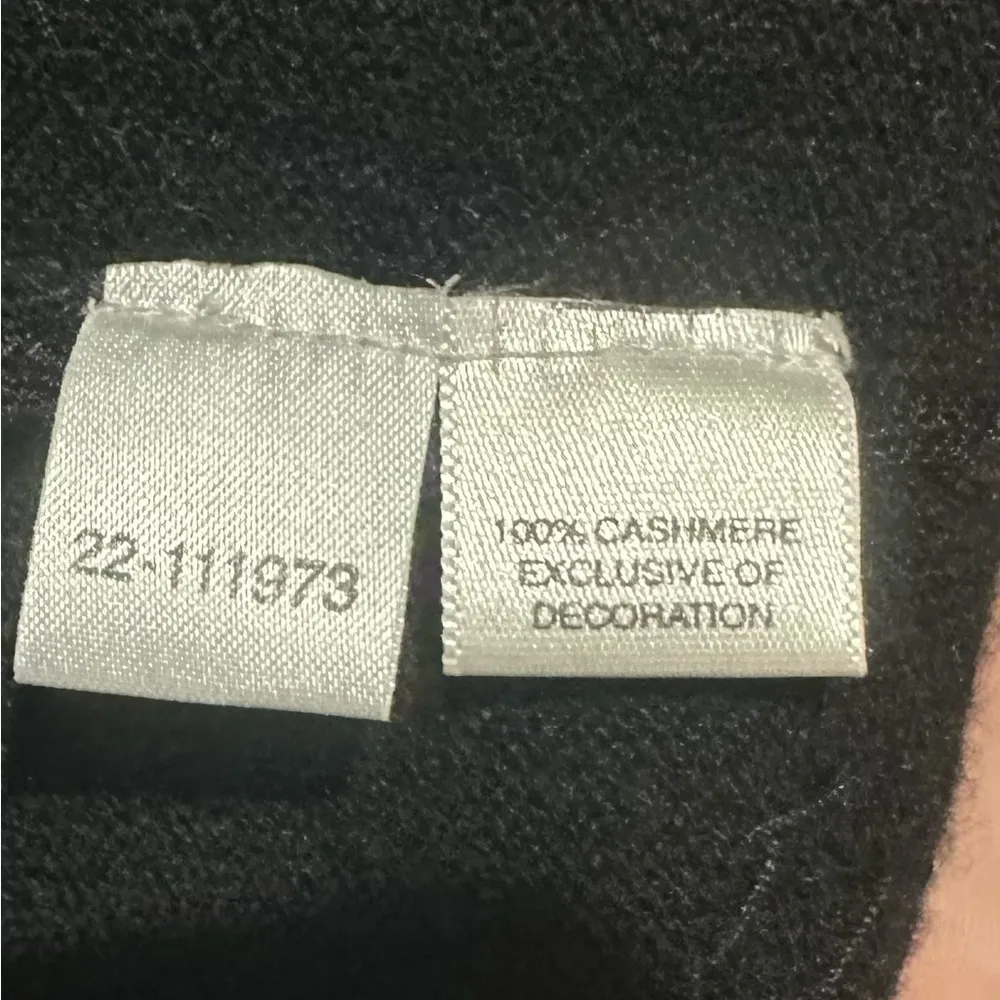 22-111973
100% CASHMERE
EXCLUSIVE OF
DECORATION